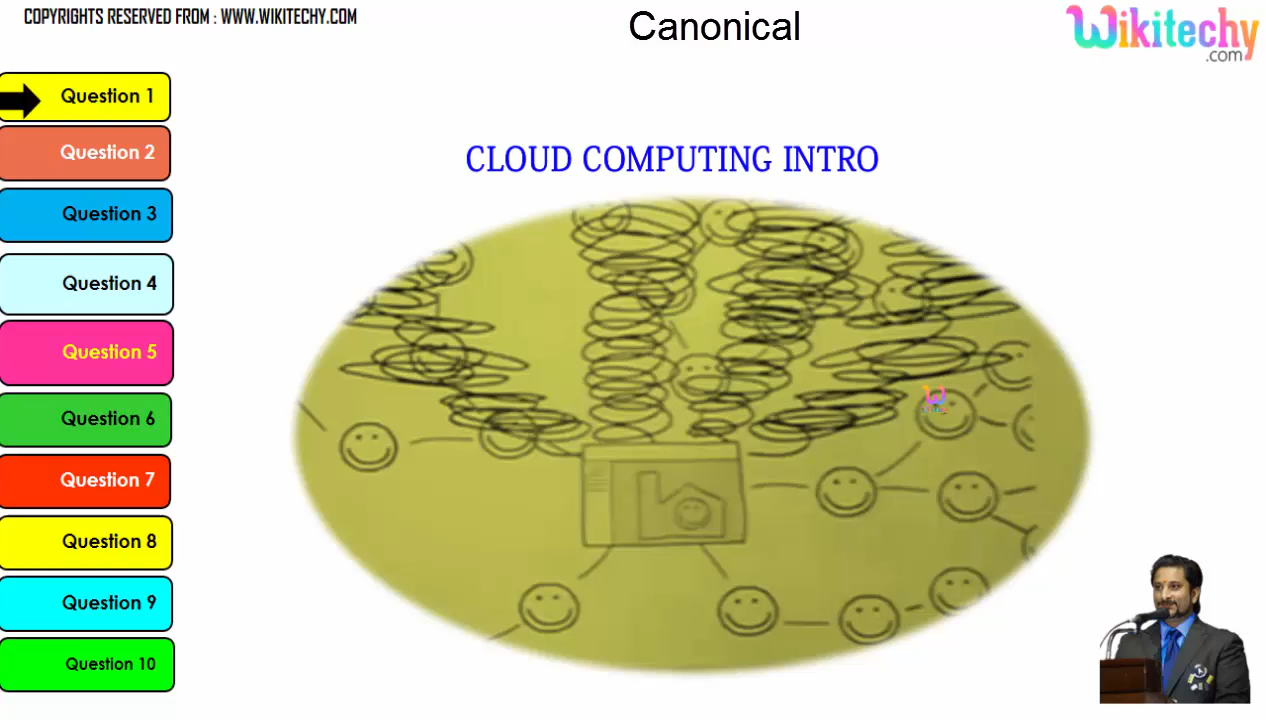 COPYRIGHTS RESERVED FROM : WWW.WIKITECHY.COM
Canonical
Wikitechy
.com
Question 1
Question 2
Question 3
Question 4
Question 5
Question 6
Question 7
Question 8
Question 9
Question 10
CLOUD COMPUTING INTRO